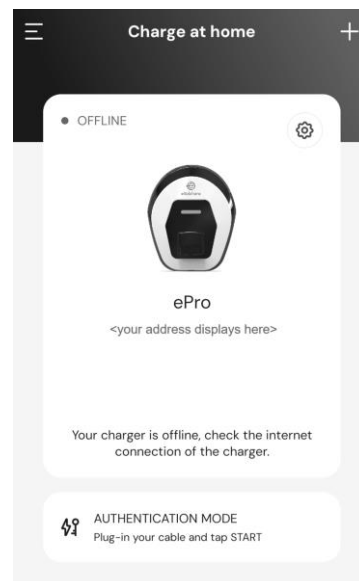 Charge at home
OFFLINE
ePro
<your address displays here>
Your charger is offline, check the internet
connection of the charger.
AUTHENTICATION MODE
Plug-in your cable and tap START